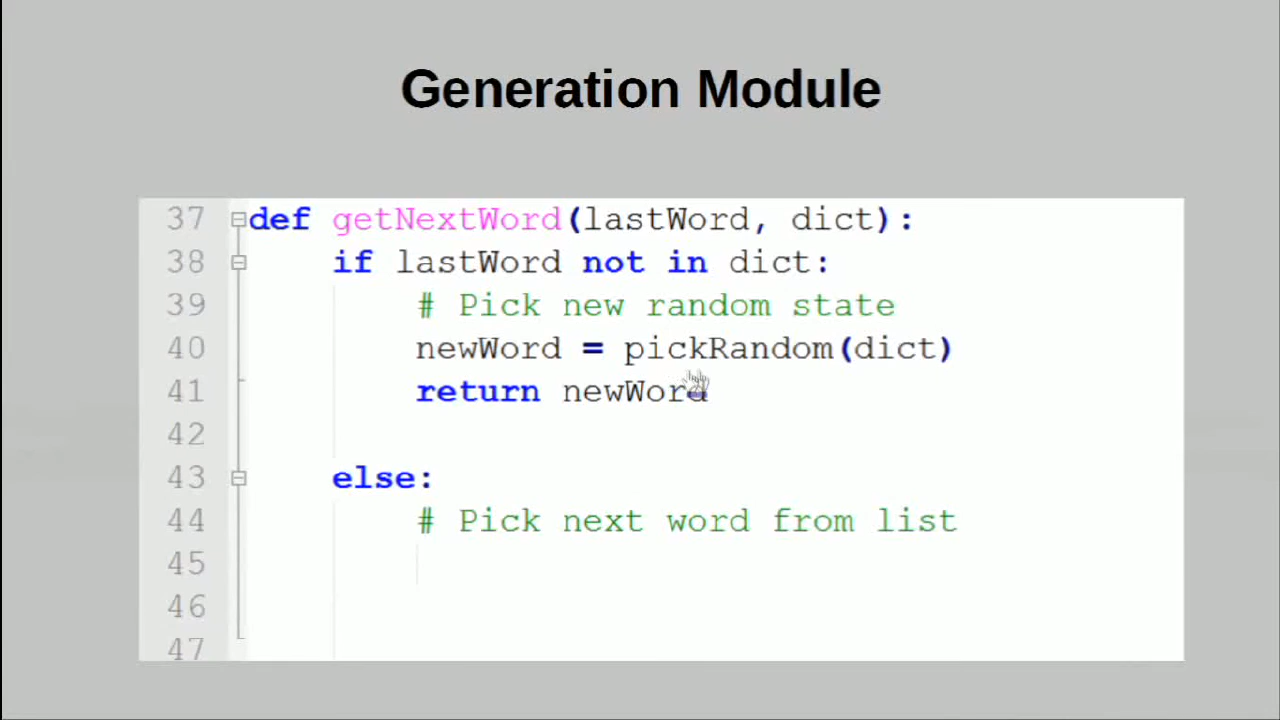 Generation Module
37 def getNextWord(lastWord, dict):
38 if lastWord not in dict:
39 # Pick new random state
40 newWord = pickRandom(dict)
41 return newWord
42
43 else:
44 # Pick next word from list
45
46
47